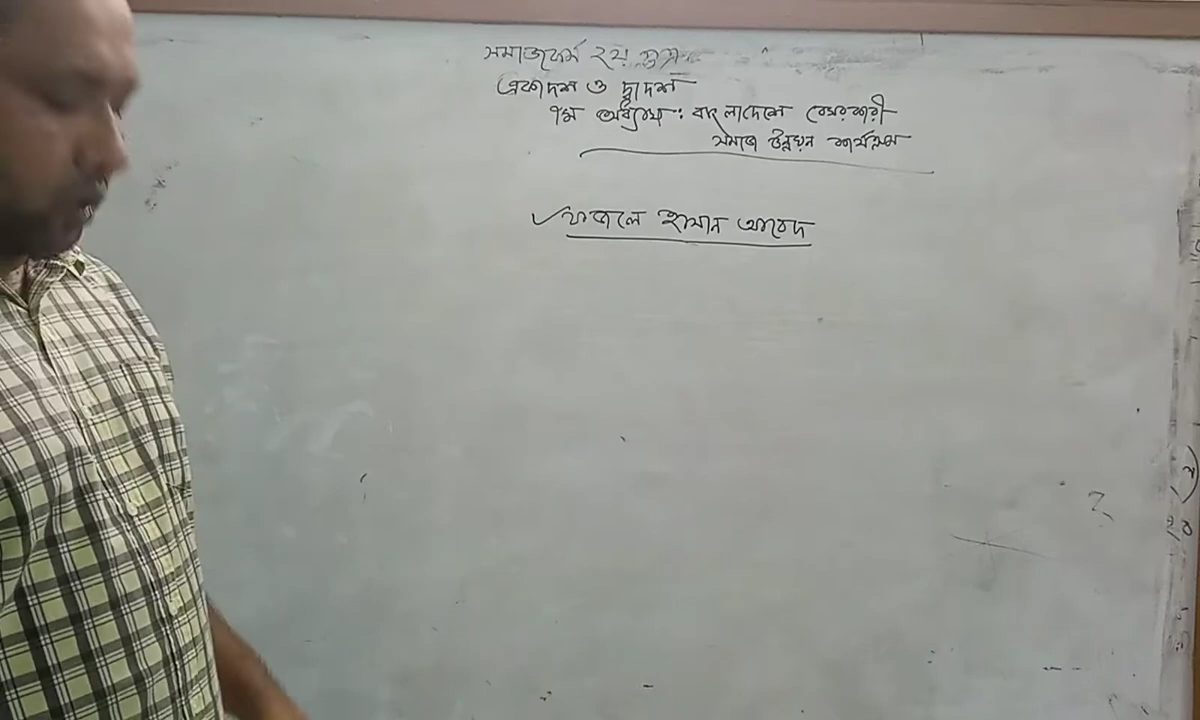 সমাজকর্ম ২য় পত্র
একাদশ ও দ্বাদশ
৭ম অধ্যায় : বাংলাদেশে বেসরকারী
সমাজ উন্নয়ন কার্যক্রম
ফজলে হাসান আবেদ